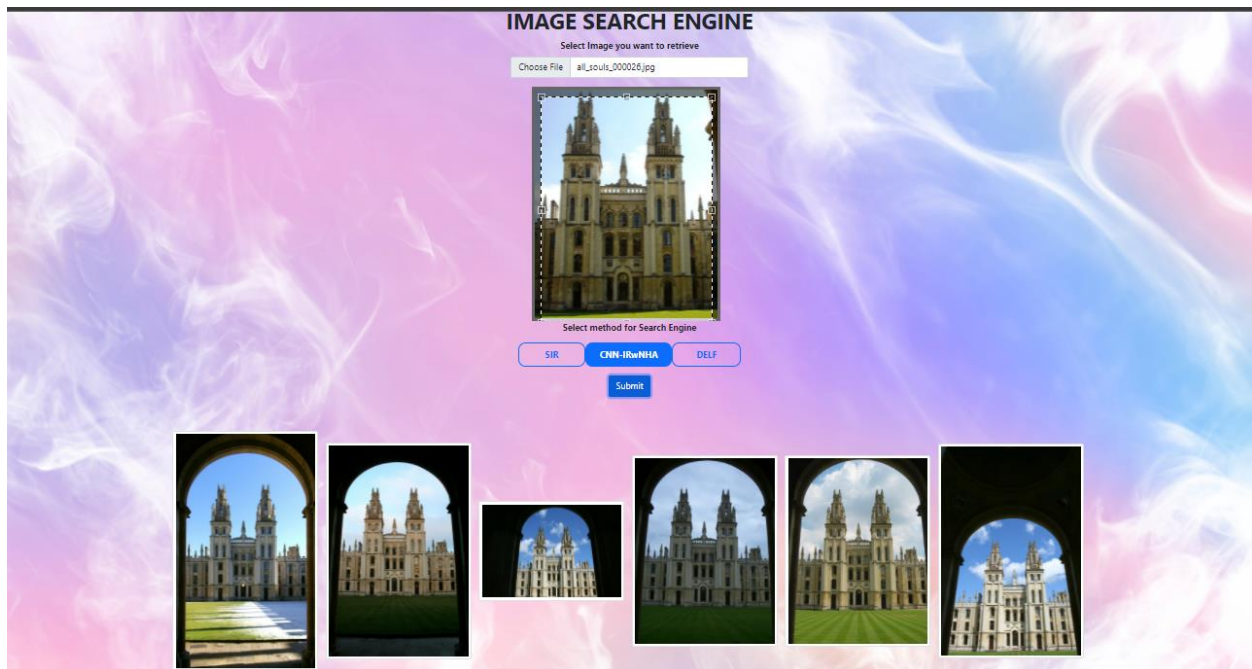 IMAGE SEARCH ENGINE
Select Image you want to retrieve
Choose File all_souls_000026.jpg
Select method for Search Engine
SIR CNN-IRwNHA DELF
Submit